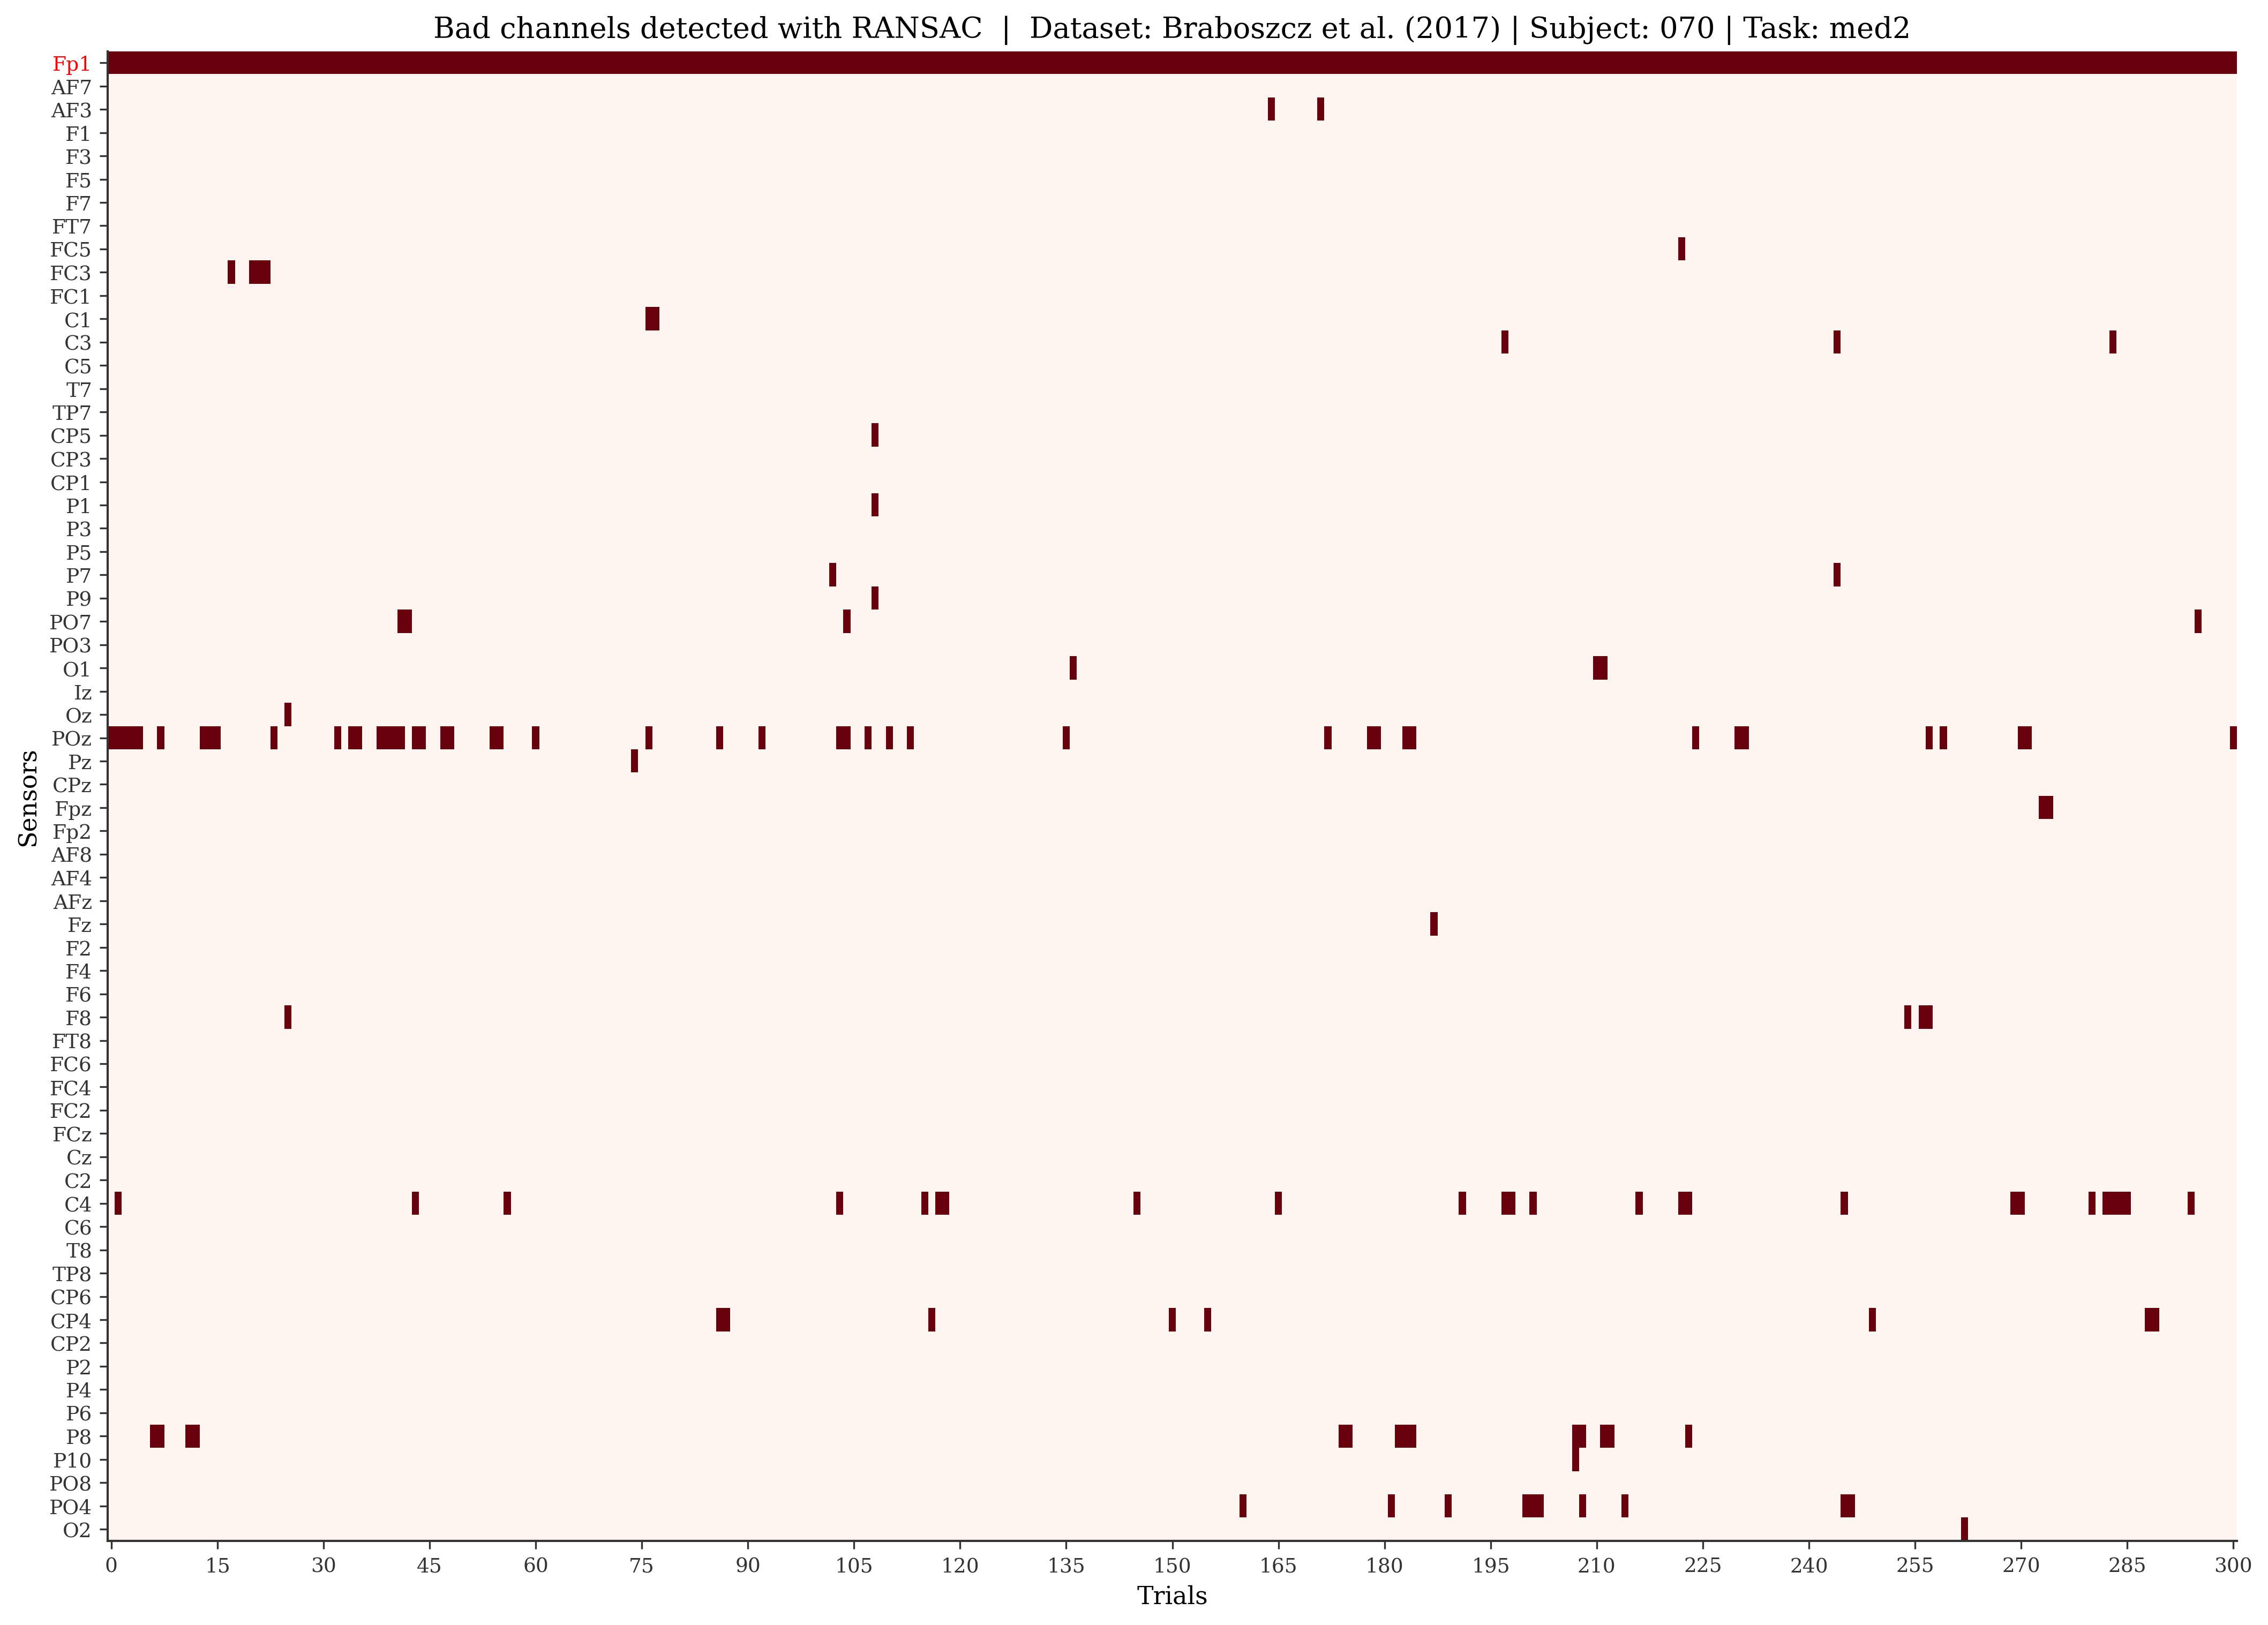 Bad channels detected with RANSAC | Dataset: Braboszcz et al. (2017) | Subject: 070 | Task: med2
Sensors
Fp1
AF7
AF3
F1
F3
F5
F7
FT7
FC5
FC3
FC1
C1
C3
C5
T7
TP7
CP5
CP3
CP1
P1
P3
P5
P7
P9
PO7
PO3
O1
Iz
Oz
POz
Pz
CPz
Fpz
Fp2
AF8
AF4
AFz
Fz
F2
F4
F6
F8
FT8
FC6
FC4
FC2
FCz
Cz
C2
C4
C6
T8
TP8
CP6
CP4
CP2
P2
P4
P6
P8
P10
PO8
PO4
O2
0 15 30 45 60 75 90 105 120 135 150 165 180 195 210 225 240 255 270 285 300
Trials